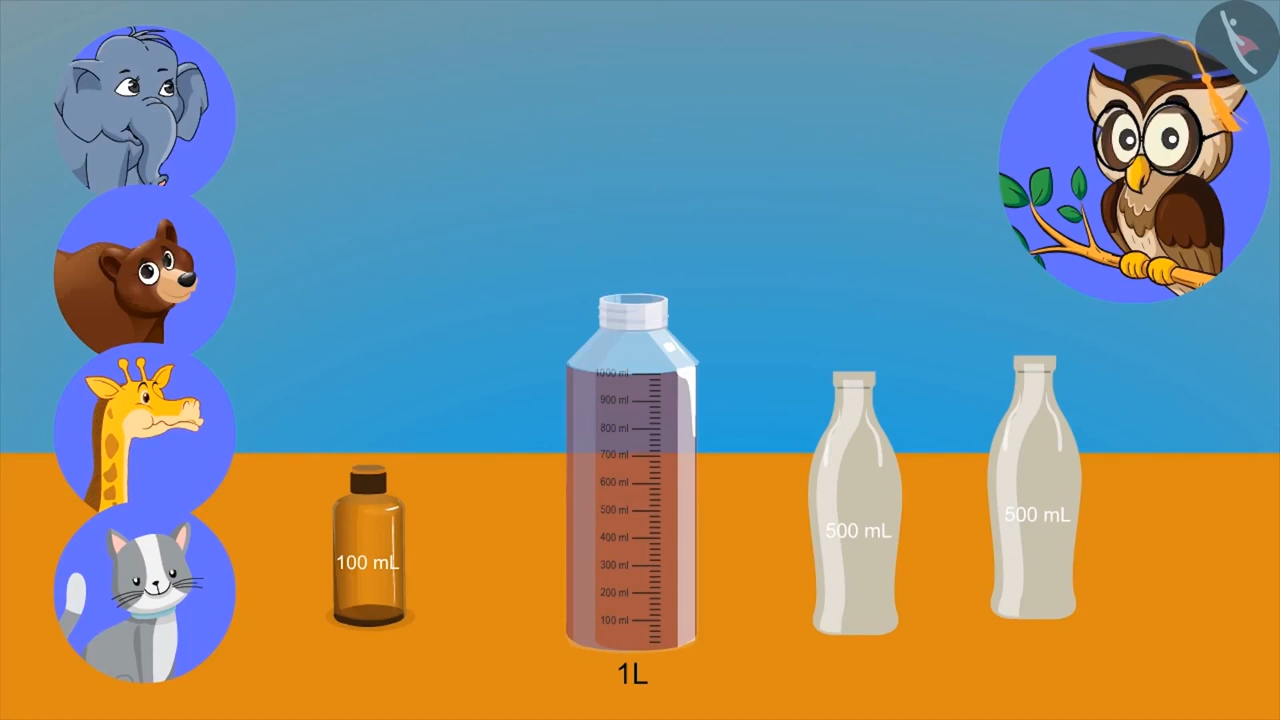 100 mL
1000 ml
900 ml
800 ml
700 ml
600 ml
500 ml
400 ml
300 ml
200 ml
100 ml
1L
500 mL
500 mL